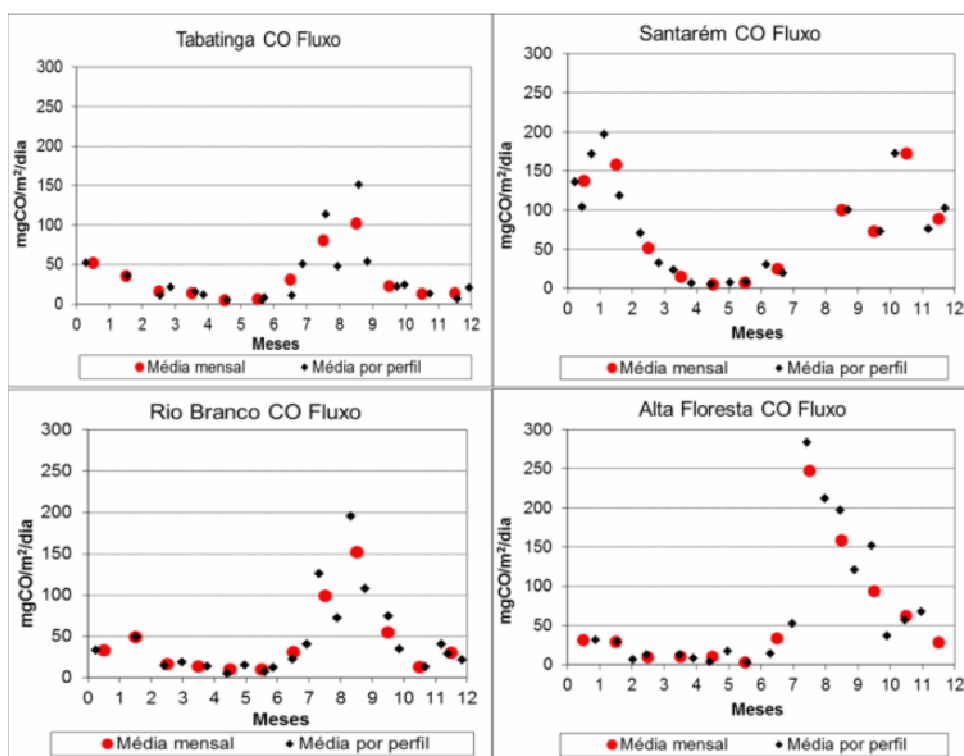 Tabatinga CO Fluxo
mgCO/m²/dia
300
250
200
150
100
50
0
0 1 2 3 4 5 6 7 8 9 10 11 12
Meses
Média mensal Média por perfil
Santarém CO Fluxo
mgCO/m²/dia
300
250
200
150
100
50
0
0 1 2 3 4 5 6 7 8 9 10 11 12
Meses
Média mensal Média por perfil
Rio Branco CO Fluxo
mgCO/m²/dia
300
250
200
150
100
50
0
0 1 2 3 4 5 6 7 8 9 10 11 12
Meses
Média mensal Média por perfil
Alta Floresta CO Fluxo
mgCO/m²/dia
300
250
200
150
100
50
0
0 1 2 3 4 5 6 7 8 9 10 11 12
Meses
Média mensal Média por perfil